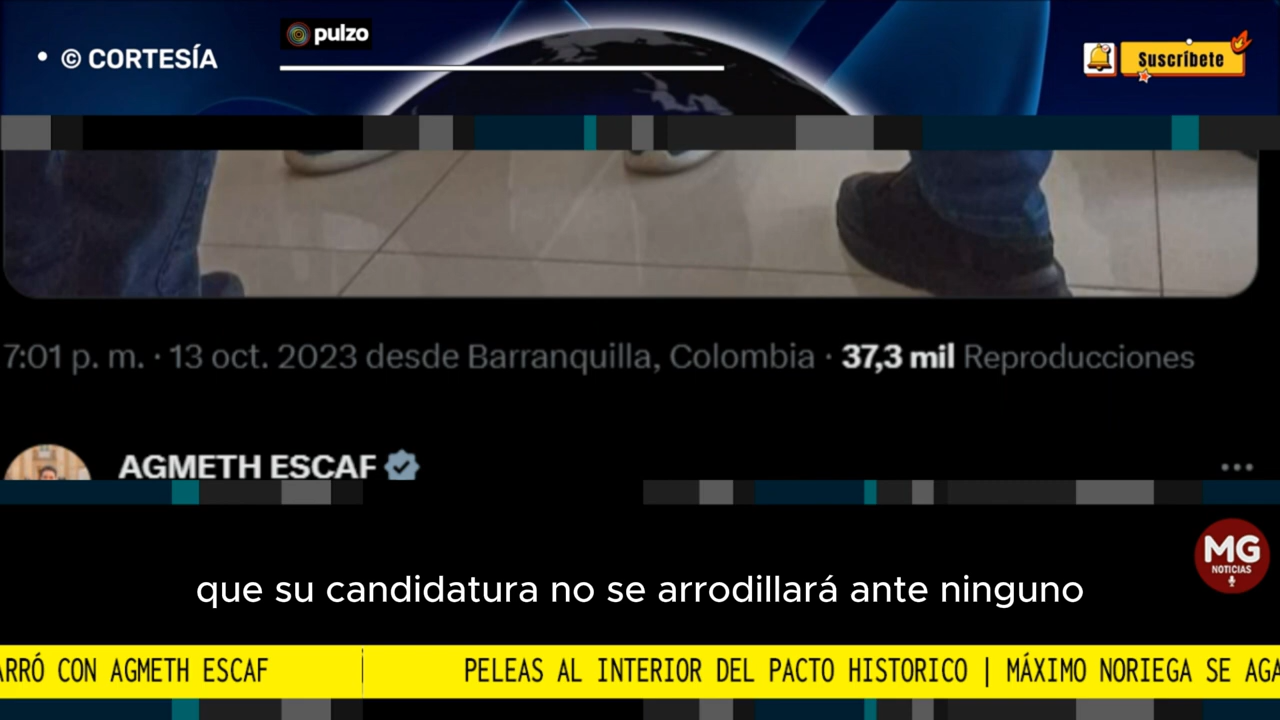 • © CORTESÍA
pulzo
Suscríbete
7:01 p. m. · 13 oct. 2023 desde Barranquilla, Colombia · 37,3 mil Reproducciones
AGMETH ESCAF
MG
NOTICIAS
que su candidatura no se arrodillará ante ninguno
ARRÓ CON AGMETH ESCAF | PELEAS AL INTERIOR DEL PACTO HISTORICO | MÁXIMO NORIEGA SE AGA